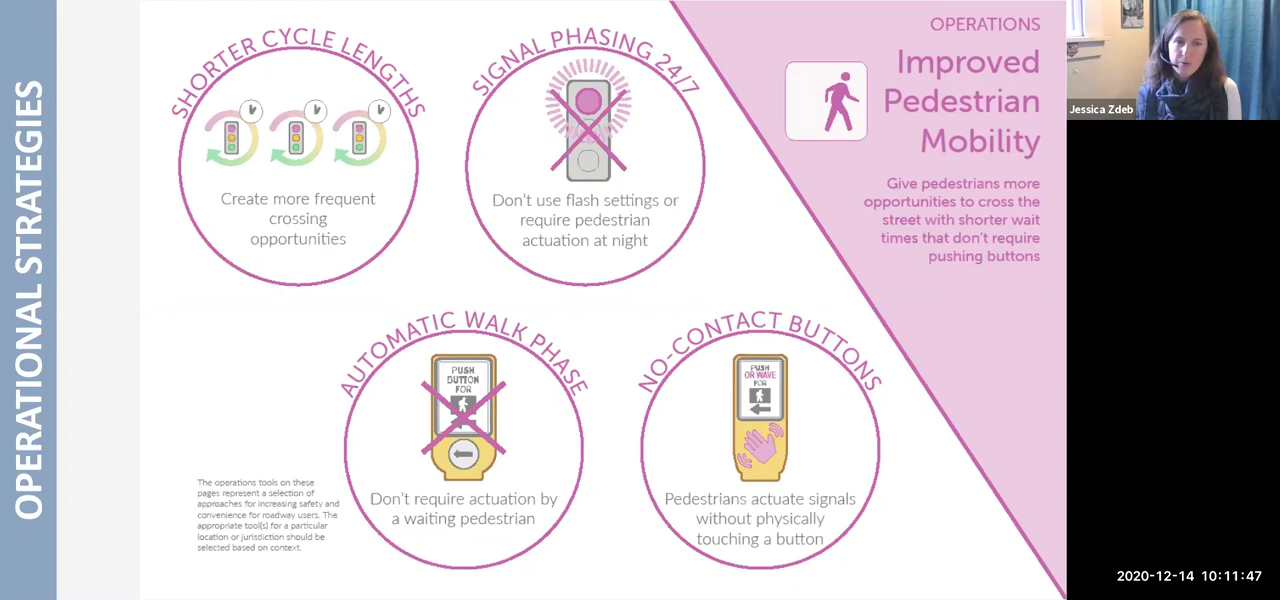 OPERATIONAL STRATEGIES
SHORTER CYCLE LENGTHS
Create more frequent
crossing
opportunities
SIGNAL PHASING 24/7
Don't use flash settings or
require pedestrian
actuation at night
OPERATIONS
Improved
Pedestrian
Mobility
Give pedestrians more
opportunities to cross the
street with shorter wait
times that don't require
pushing buttons
Jessica Zdeb
AUTOMATIC WALK PHASE
PUSH
BUTTON
FOR
Don't require actuation by
a waiting pedestrian
NO-CONTACT BUTTONS
PUSH
OR WAVE
FOR
Pedestrians actuate signals
without physically
touching a button
The operations tools on these
pages represent a selection of
approaches for increasing safety and
convenience for roadway users. The
appropriate tool(s) for a particular
location or jurisdiction should be
selected based on context.
2020-12-14 10:11:47